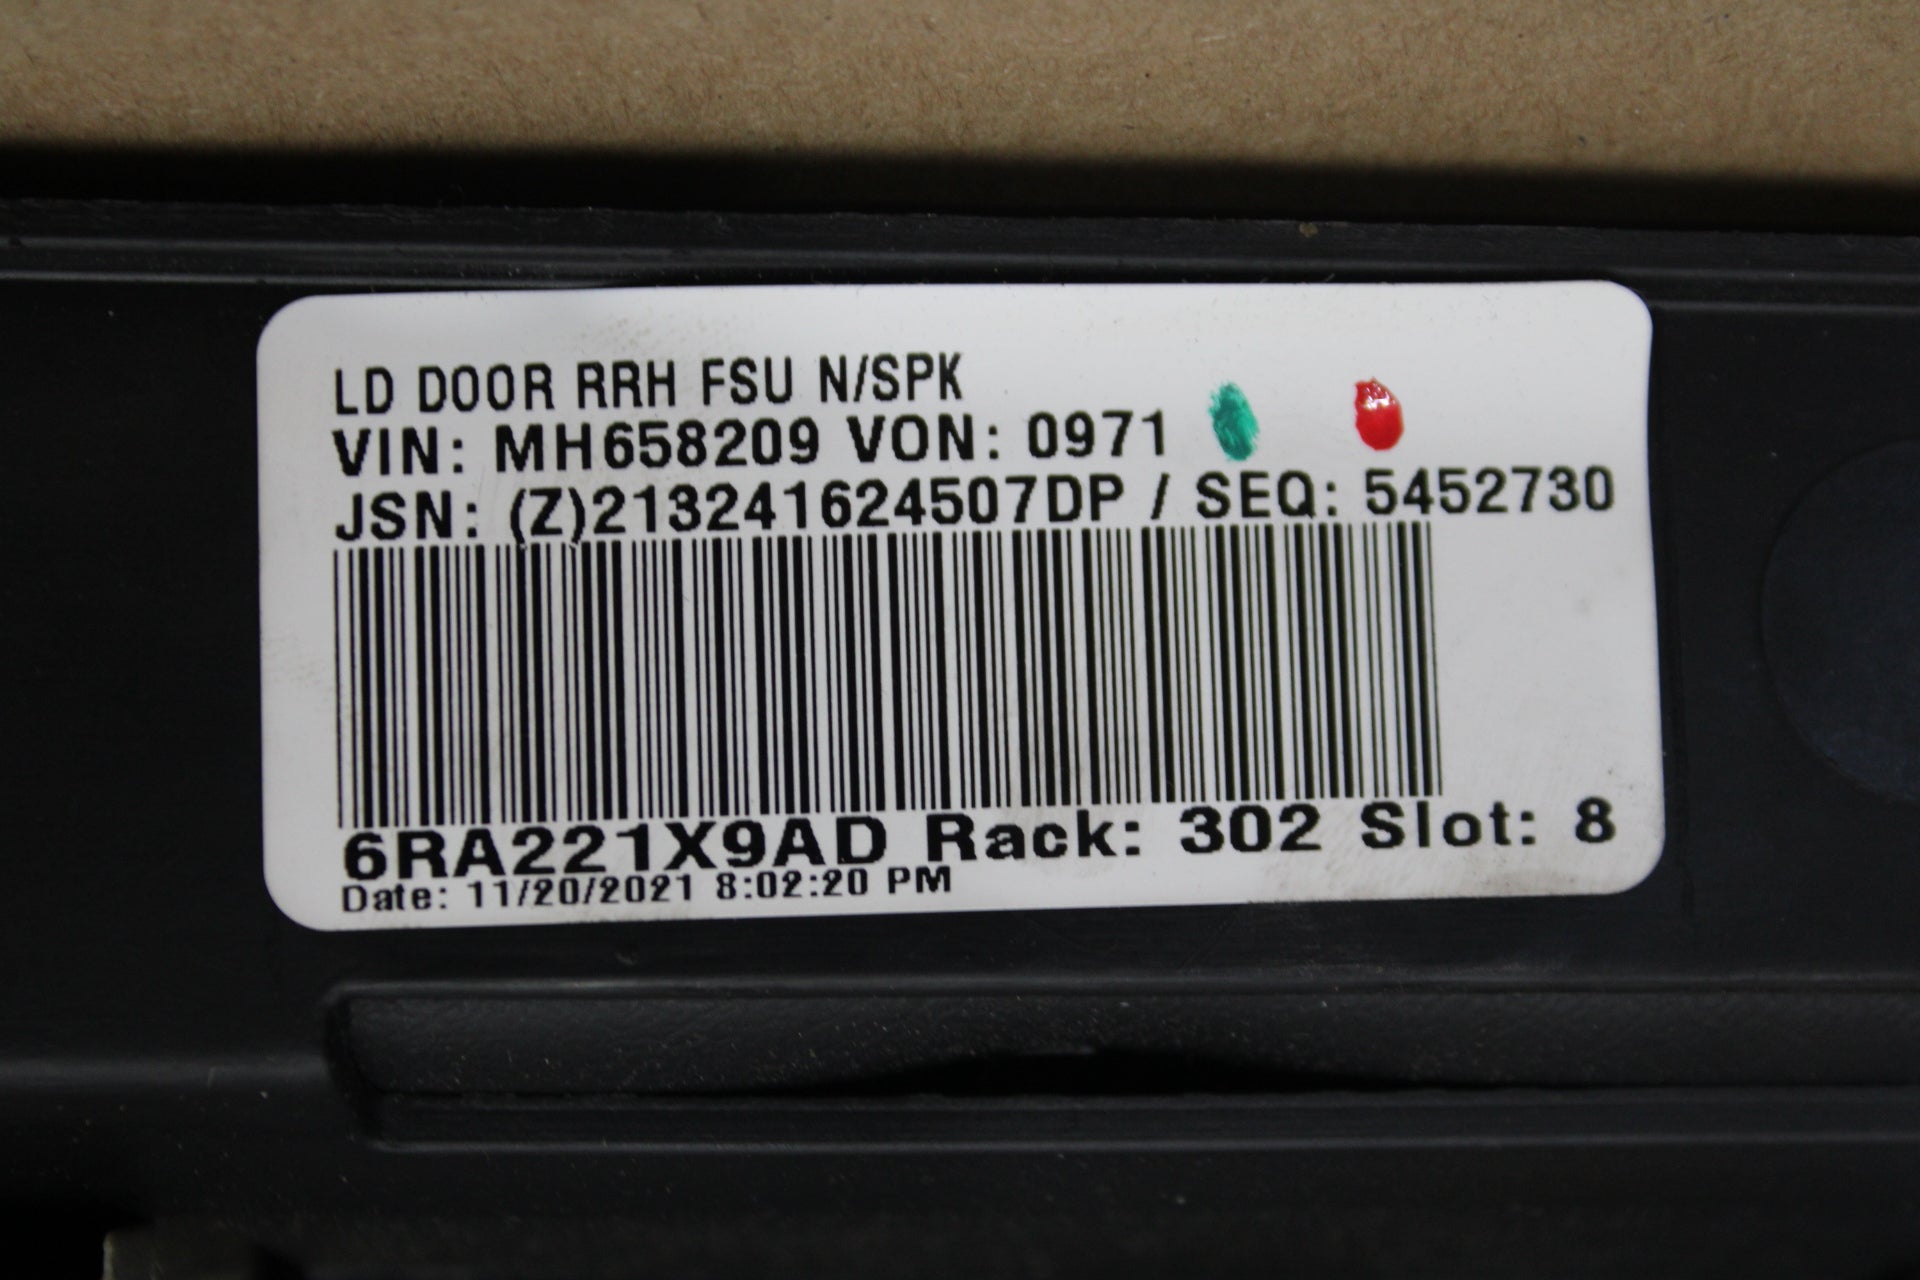 LD DOOR RRH FSU N/SPK
VIN: MH658209 VON: 0971
JSN: (Z)213241624507DP / SEQ: 5452730
6RA221X9AD Rack: 302 Slot: 8
Date: 11/20/2021 8:02:20 PM